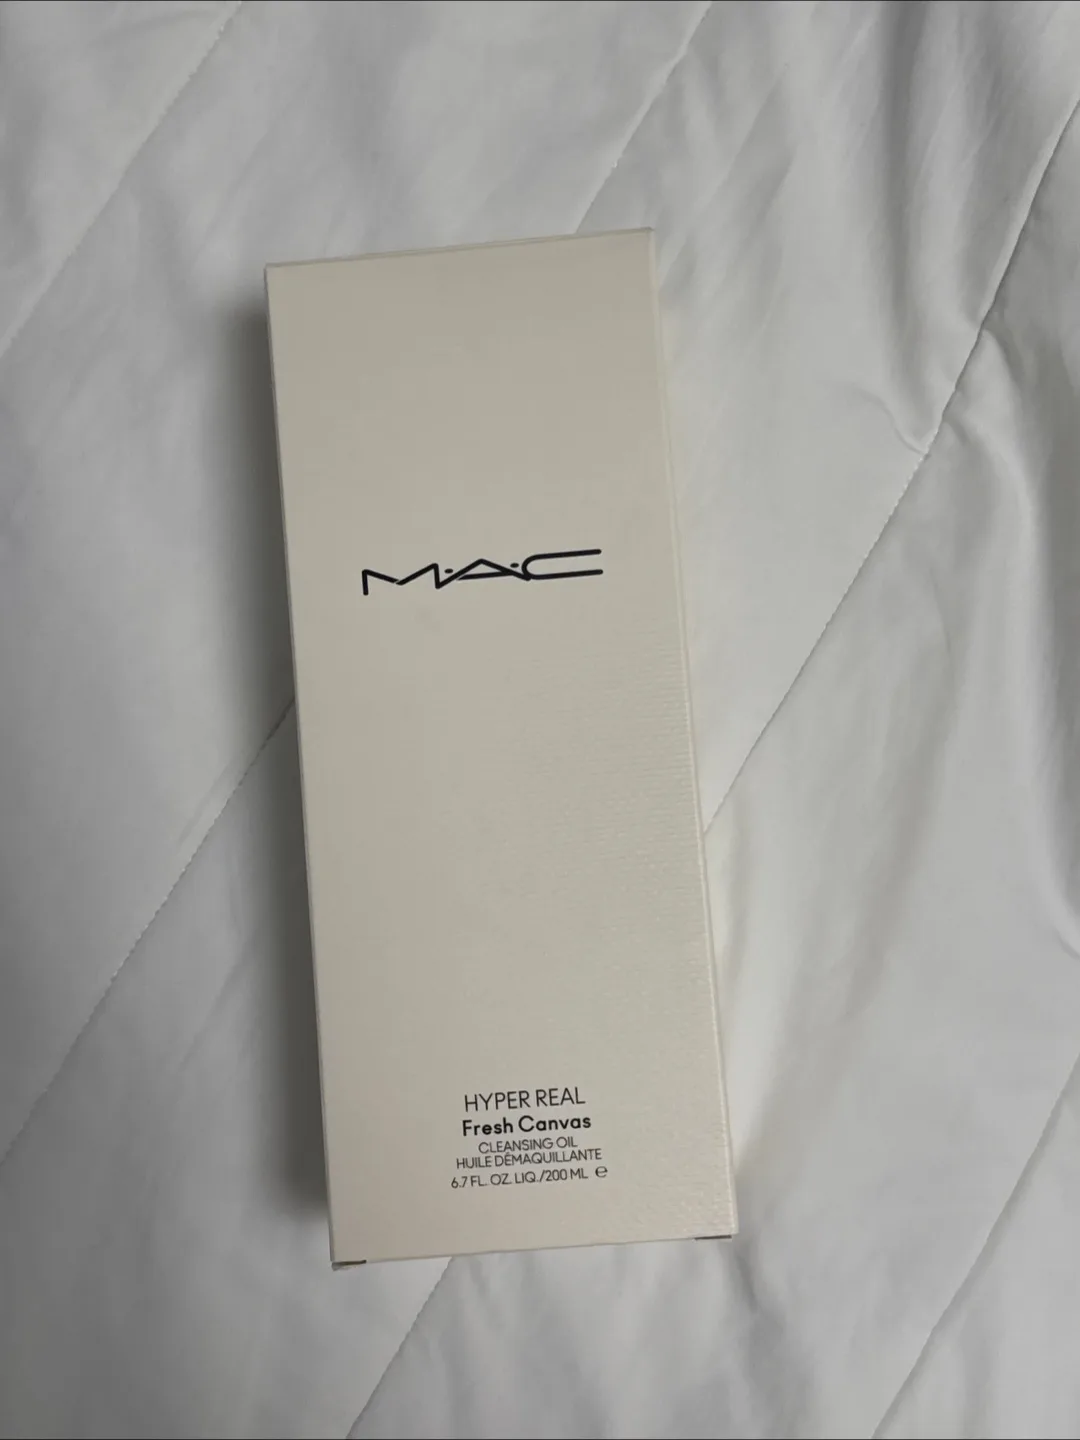 M·A·C
HYPER REAL
Fresh Canvas
CLEANSING OIL
HUILE DÉMAQUILLANTE
6.7 FL. OZ. LIQ./200 ML ℮